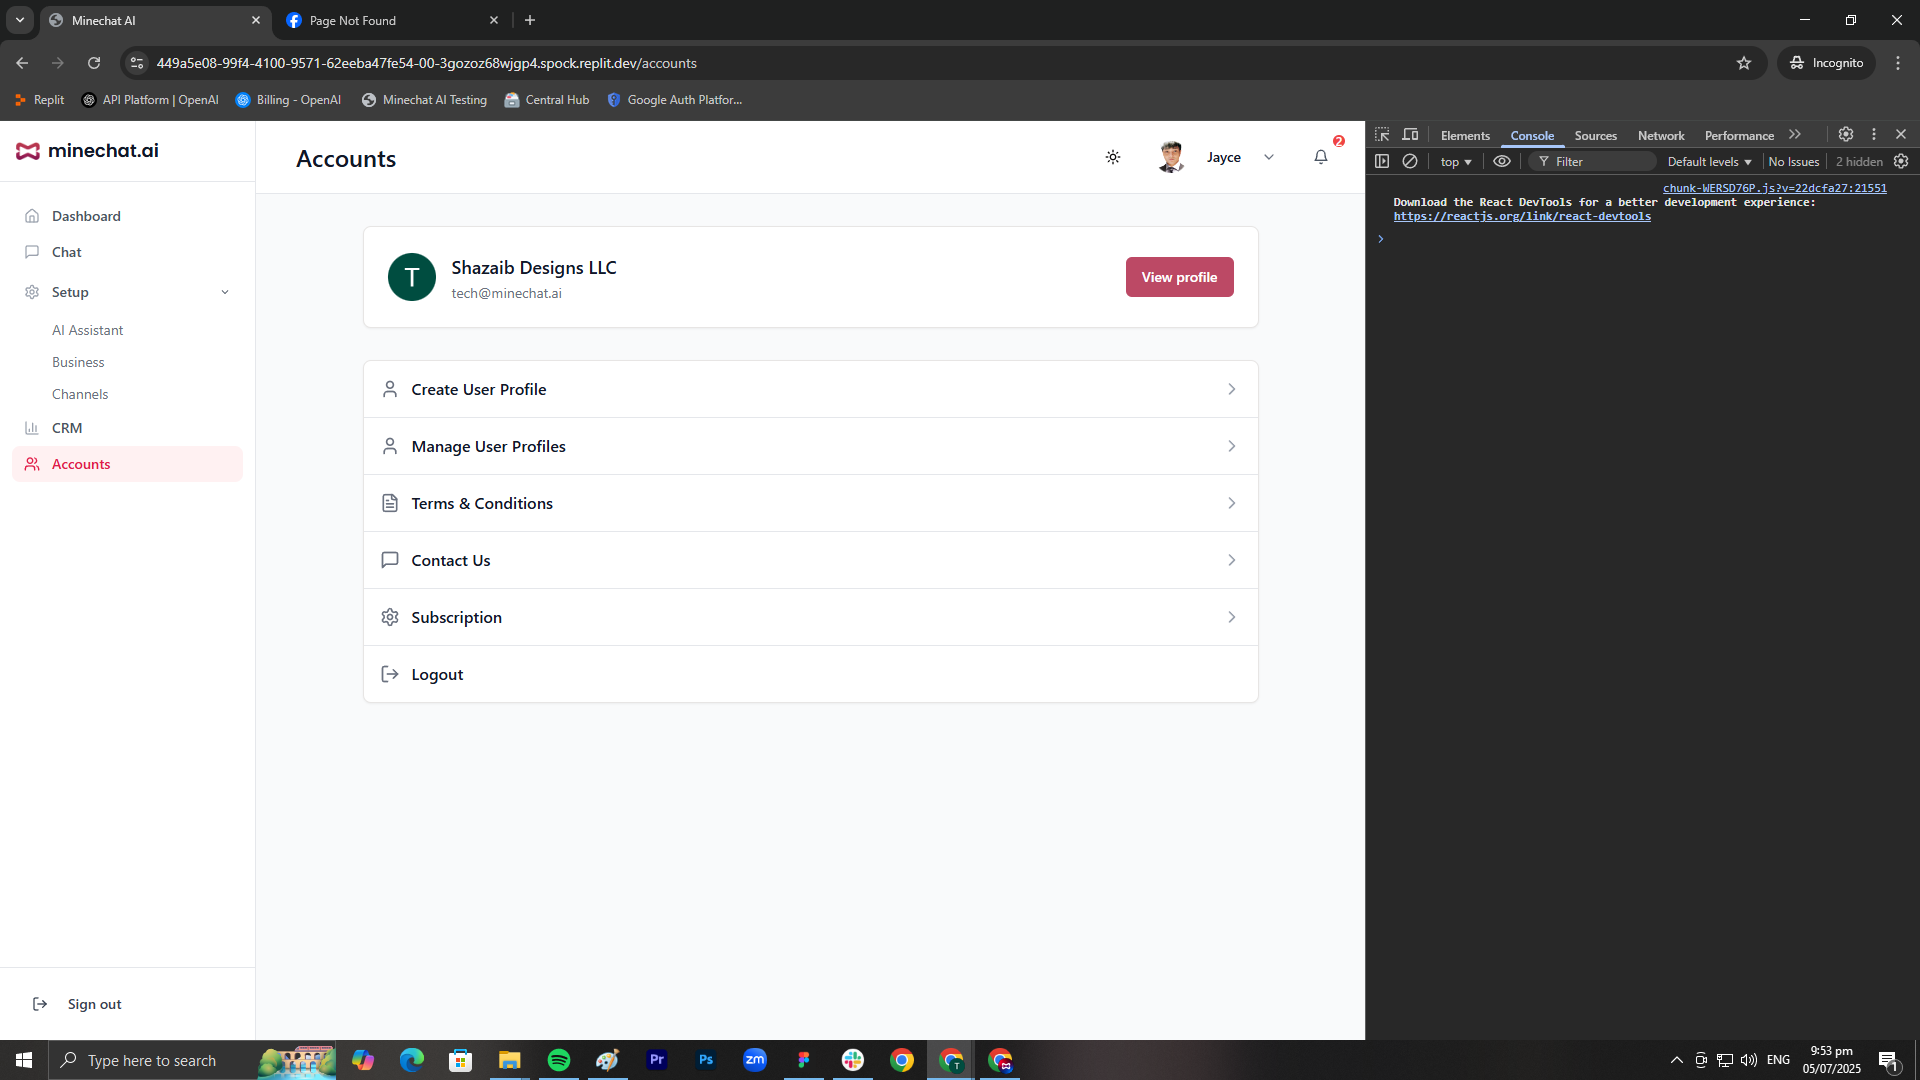 Minechat AI
Page Not Found
449a5e08-99f4-4100-9571-62eeba47fe54-00-3gozoz68wjgp4.spock.replit.dev/accounts
Incognito
Replit
API Platform | OpenAI
Billing - OpenAI
Minechat AI Testing
Central Hub
Google Auth Platfor...
minechat.ai
Dashboard
Chat
Setup
AI Assistant
Business
Channels
CRM
Accounts
Sign out
Accounts
Jayce
2
T
Shazaib Designs LLC
tech@minechat.ai
View profile
Create User Profile
Manage User Profiles
Terms & Conditions
Contact Us
Subscription
Logout
Elements
Console
Sources
Network
Performance
top
Filter
Default levels
No Issues
2 hidden
chunk-WERSD76P.js?v=22dcfa27:21551
Download the React DevTools for a better development experience:
https://reactjs.org/link/react-devtools
Type here to search
Pr
Ps
zm
T
ENG
9:53 pm
05/07/2025
1